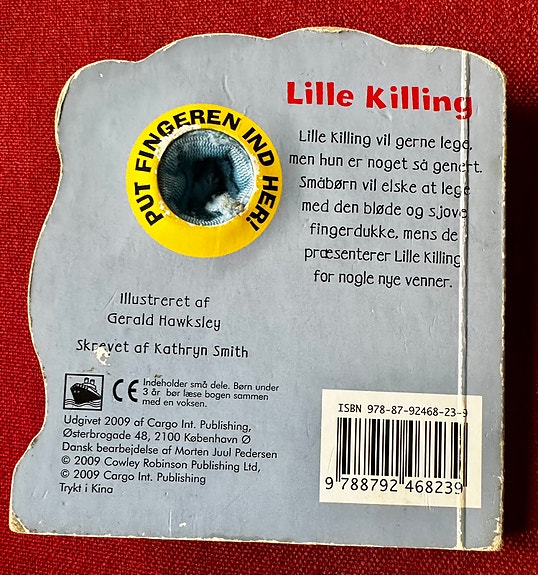 Lille Killing
Lille Killing vil gerne lege,
men hun er noget så genert.
Småbørn vil elske at lege
med den bløde og sjove
fingerdukke, mens de
præsenterer Lille Killing
for nogle nye venner.
PUT FINGEREN IND HER!
Illustreret af
Gerald Hawksley
Skrevet af Kathryn Smith
CE
Indeholder små dele. Børn under
3 år bør læse bogen sammen
med en voksen.
Udgivet 2009 af Cargo Int. Publishing,
Østerbrogade 48, 2100 København Ø
Dansk bearbejdelse af Morten Juul Pedersen
© 2009 Cowley Robinson Publishing Ltd,
© 2009 Cargo Int. Publishing
Trykt i Kina
ISBN 978-87-92468-23-9
9 788792 468239